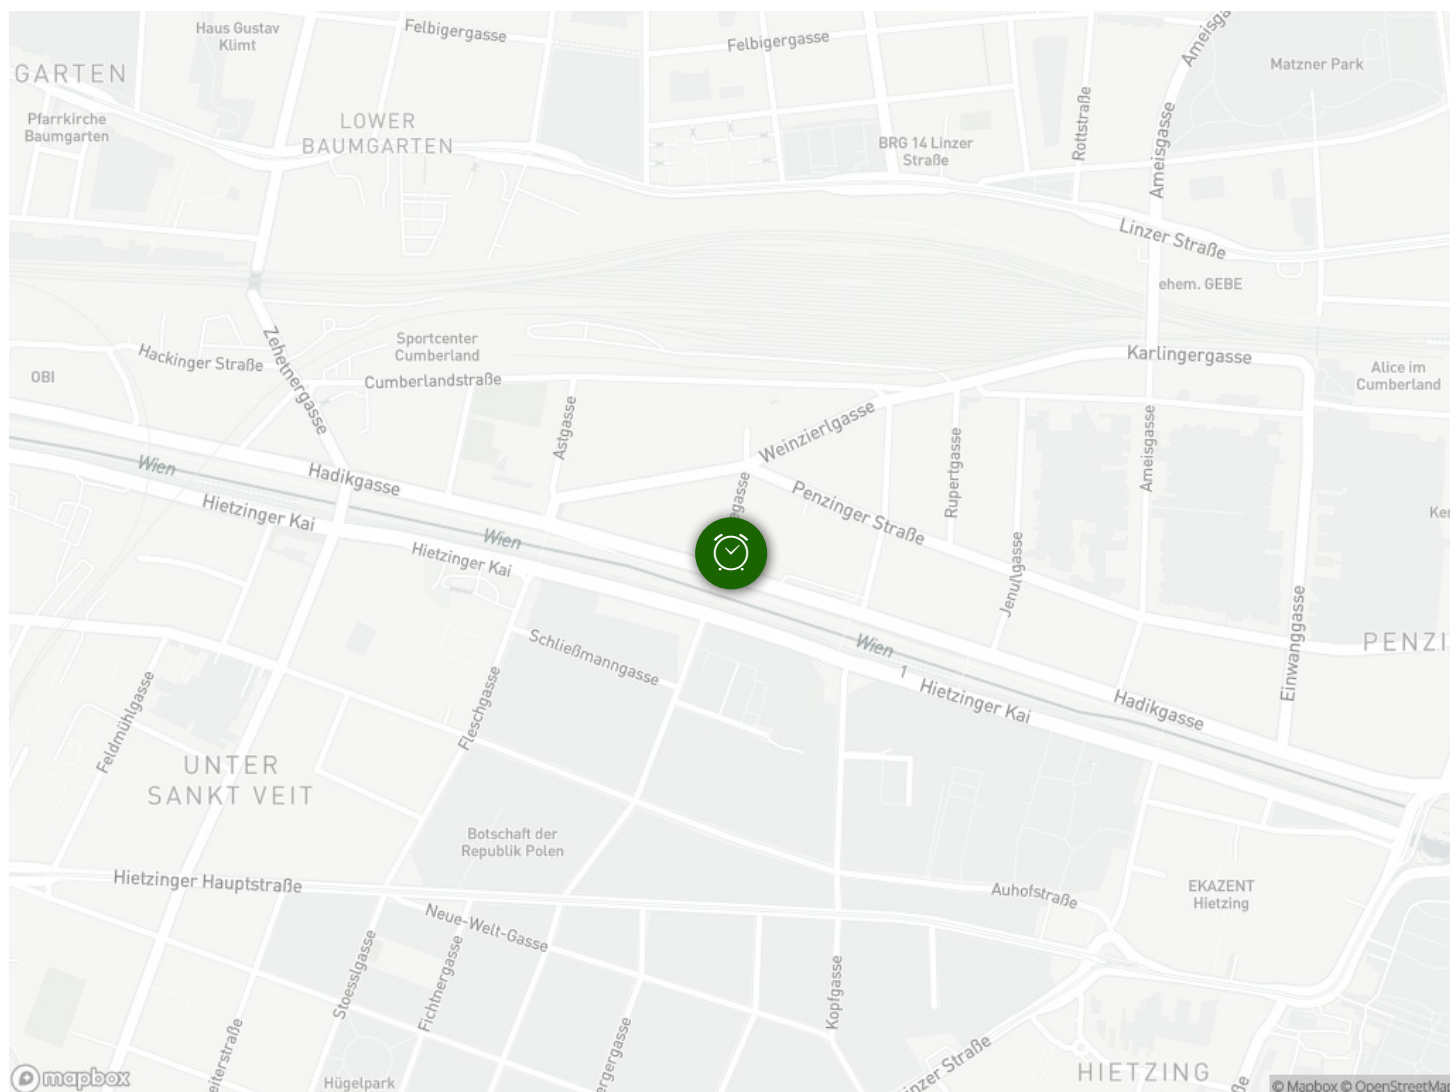 Haus Gustav
Klimt
Felbigergasse
Felbigergasse
Matzner Park
GARTEN
Pfarrkirche
Baumgarten
LOWER
BAUMGARTEN
BRG 14 Linzer
Straße
Rottstraße
Ameisgasse
Linzer Straße
ehem. GEBE
Zehetnergasse
Hackinger Straße
Sportcenter
Cumberland
Cumberlandstraße
OBI
Karlingergasse
Alice im
Cumberland
Astgasse
Weinzierlgasse
Rupertgasse
Ameisgasse
Wien
Hadikgasse
Hietzinger Kai
Penzinger Straße
Wien
Hietzinger Kai
Jenullgasse
Einwanggasse
PENZI
Schließmanngasse
Wien
1
Hietzinger Kai
Hadikgasse
Feldmühlgasse
Fleschgasse
UNTER
SANKT VEIT
Botschaft der
Republik Polen
Hietzinger Hauptstraße
Neue-Welt-Gasse
Auhofstraße
EKAZENT
Hietzing
Stoesslgasse
Fichtnergasse
Kopfgasse
Hügelpark
HIETZING
mapbox
© Mapbox © OpenStreetMap